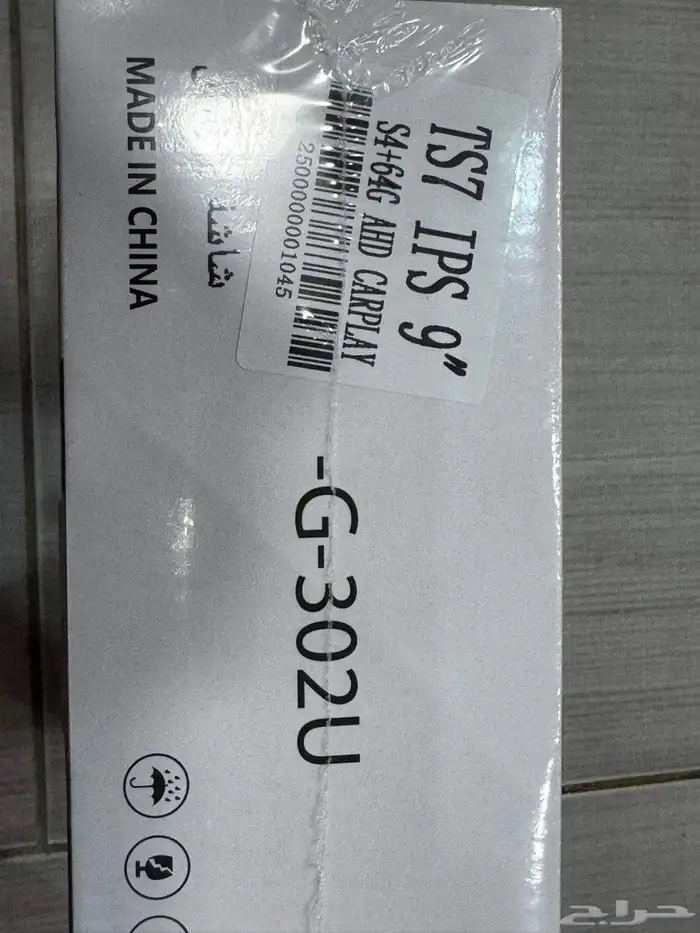 TS7 IPS 9"
S4+64G AHD CARPLAY
2500000001045
-G-302U
شاشة
MADE IN CHINA
حراج